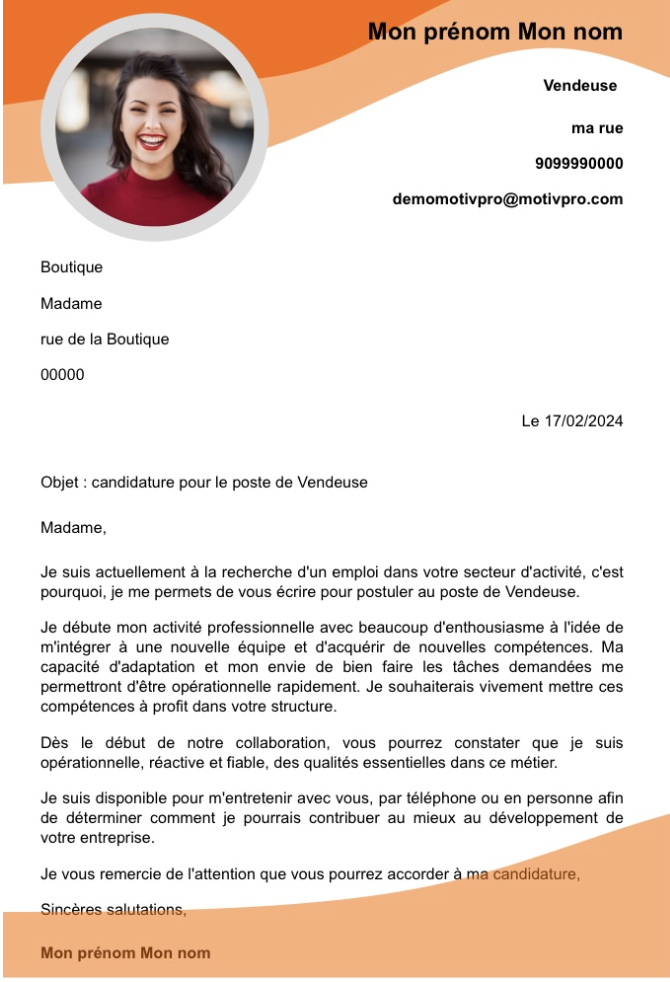 Mon prénom Mon nom
Vendeuse
ma rue
9099990000
demomotivpro@motivpro.com
Boutique
Madame
rue de la Boutique
00000
Le 17/02/2024
Objet : candidature pour le poste de Vendeuse
Madame,
Je suis actuellement à la recherche d'un emploi dans votre secteur d'activité, c'est
pourquoi, je me permets de vous écrire pour postuler au poste de Vendeuse.
Je débute mon activité professionnelle avec beaucoup d'enthousiasme à l'idée de
m'intégrer à une nouvelle équipe et d'acquérir de nouvelles compétences. Ma
capacité d'adaptation et mon envie de bien faire les tâches demandées me
permettront d'être opérationnelle rapidement. Je souhaiterais vivement mettre ces
compétences à profit dans votre structure.
Dès le début de notre collaboration, vous pourrez constater que je suis
opérationnelle, réactive et fiable, des qualités essentielles dans ce métier.
Je suis disponible pour m'entretenir avec vous, par téléphone ou en personne afin
de déterminer comment je pourrais contribuer au mieux au développement de
votre entreprise.
Je vous remercie de l'attention que vous pourrez accorder à ma candidature,
Sincères salutations,
Mon prénom Mon nom